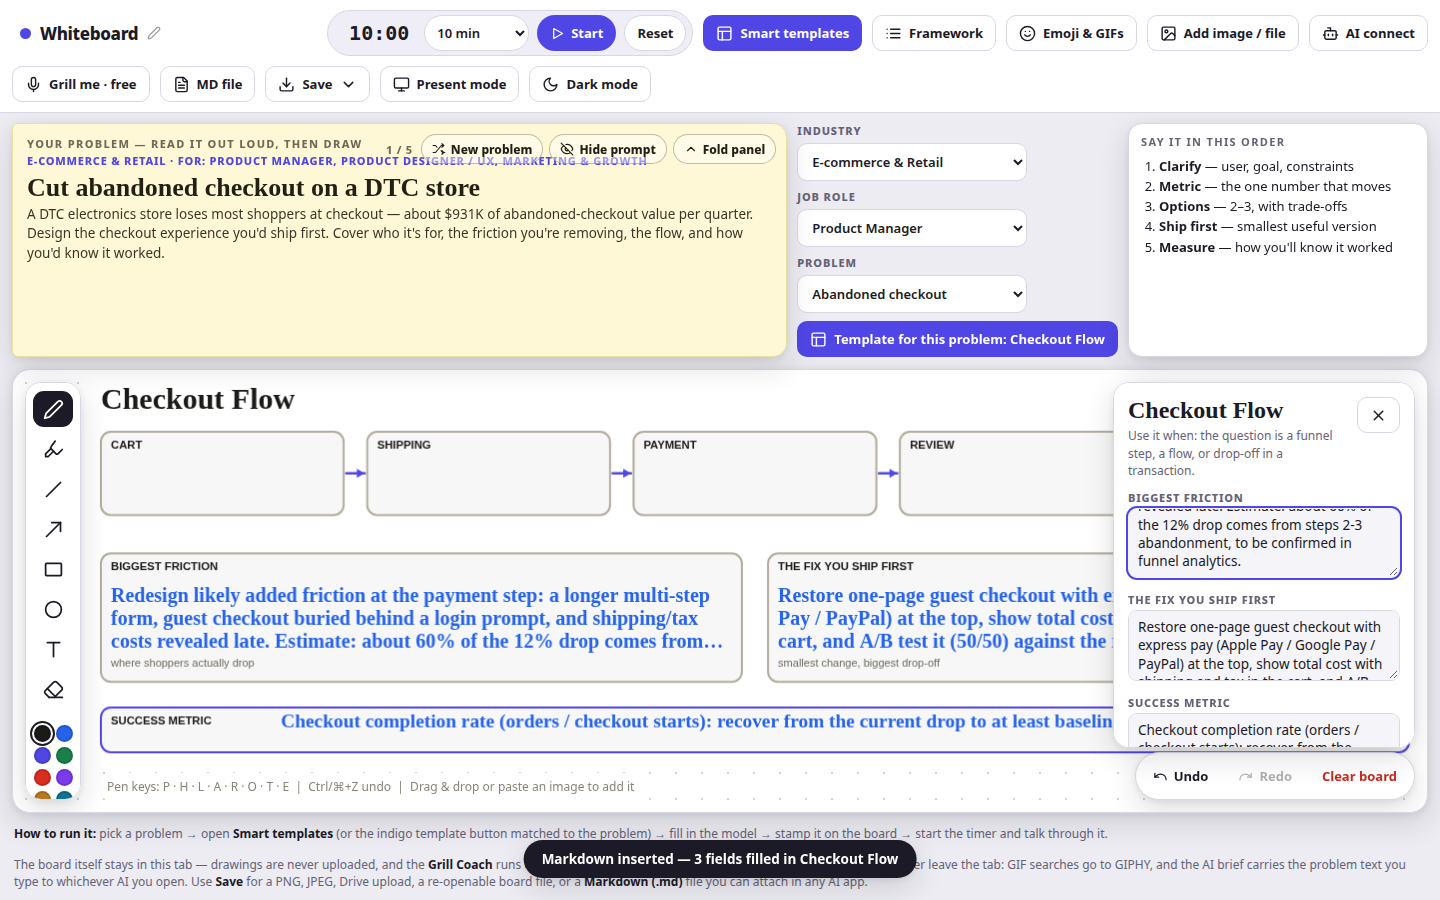 Whiteboard
10:00
10 min
Start
Reset
Smart templates
Framework
Emoji & GIFs
Add image / file
AI connect
Grill me · free
MD file
Save
Present mode
Dark mode
YOUR PROBLEM — READ IT OUT LOUD, THEN DRAW
1 / 5
New problem
Hide prompt
Fold panel
E-COMMERCE & RETAIL · FOR: PRODUCT MANAGER, PRODUCT DESIGNER / UX, MARKETING & GROWTH
Cut abandoned checkout on a DTC store
A DTC electronics store loses most shoppers at checkout — about $931K of abandoned-checkout value per quarter.
Design the checkout experience you'd ship first. Cover who it's for, the friction you're removing, the flow, and how
you'd know it worked.
INDUSTRY
E-commerce & Retail
JOB ROLE
Product Manager
PROBLEM
Abandoned checkout
Template for this problem: Checkout Flow
SAY IT IN THIS ORDER
1. Clarify — user, goal, constraints
2. Metric — the one number that moves
3. Options — 2–3, with trade-offs
4. Ship first — smallest useful version
5. Measure — how you'll know it worked
Checkout Flow
CART
SHIPPING
PAYMENT
REVIEW
BIGGEST FRICTION
Redesign likely added friction at the payment step: a longer multi-step
form, guest checkout buried behind a login prompt, and shipping/tax
costs revealed late. Estimate: about 60% of the 12% drop comes from…
where shoppers actually drop
THE FIX YOU SHIP FIRST
Restore one-page guest checkout with
Pay / PayPal) at the top, show total cost
cart, and A/B test it (50/50) against the
smallest change, biggest drop-off
SUCCESS METRIC
Checkout completion rate (orders / checkout starts): recover from the current drop to at least
Checkout Flow
Use it when: the question is a funnel
step, a flow, or drop-off in a
transaction.
BIGGEST FRICTION
revealed late. Estimate: about 60% of
the 12% drop comes from steps 2-3
abandonment, to be confirmed in
funnel analytics.
THE FIX YOU SHIP FIRST
Restore one-page guest checkout with
express pay (Apple Pay / Google Pay /
PayPal) at the top, show total cost with
shipping and tax in the cart, and A/B
SUCCESS METRIC
Checkout completion rate (orders /
checkout starts): recover from the
Pen keys: P · H · L · A · R · O · T · E | Ctrl/⌘+Z undo | Drag & drop or paste an image to add it
Undo
Redo
Clear board
How to run it: pick a problem → open Smart templates (or the indigo template button matched to the problem) → fill in the model → stamp it on the board → start the timer and talk through it.
The board itself stays in this tab — drawings are never uploaded, and the Grill Coach runs
leave the tab: GIF searches go to GIPHY, and the AI brief carries the problem text you
type to whichever AI you open. Use Save for a PNG, JPEG, Drive upload, a re-openable board file, or a Markdown (.md) file you can attach in any AI app.
Markdown inserted — 3 fields filled in Checkout Flow